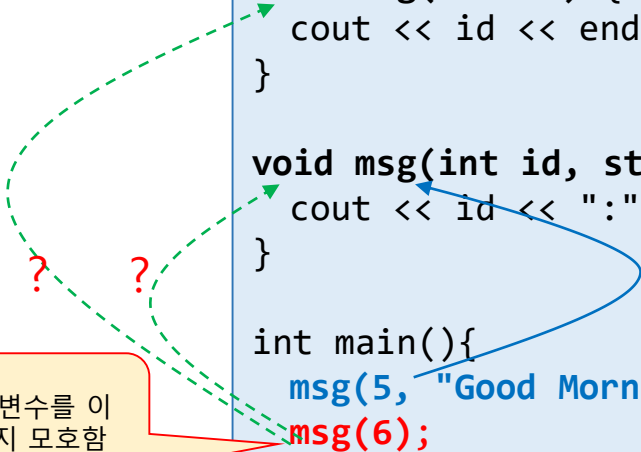 cout << id << end
}
void msg(int id, st
cout << id << ":"
}
? ?
int main(){
msg(5, "Good Morn
변수를 이
지 모호함
msg(6);